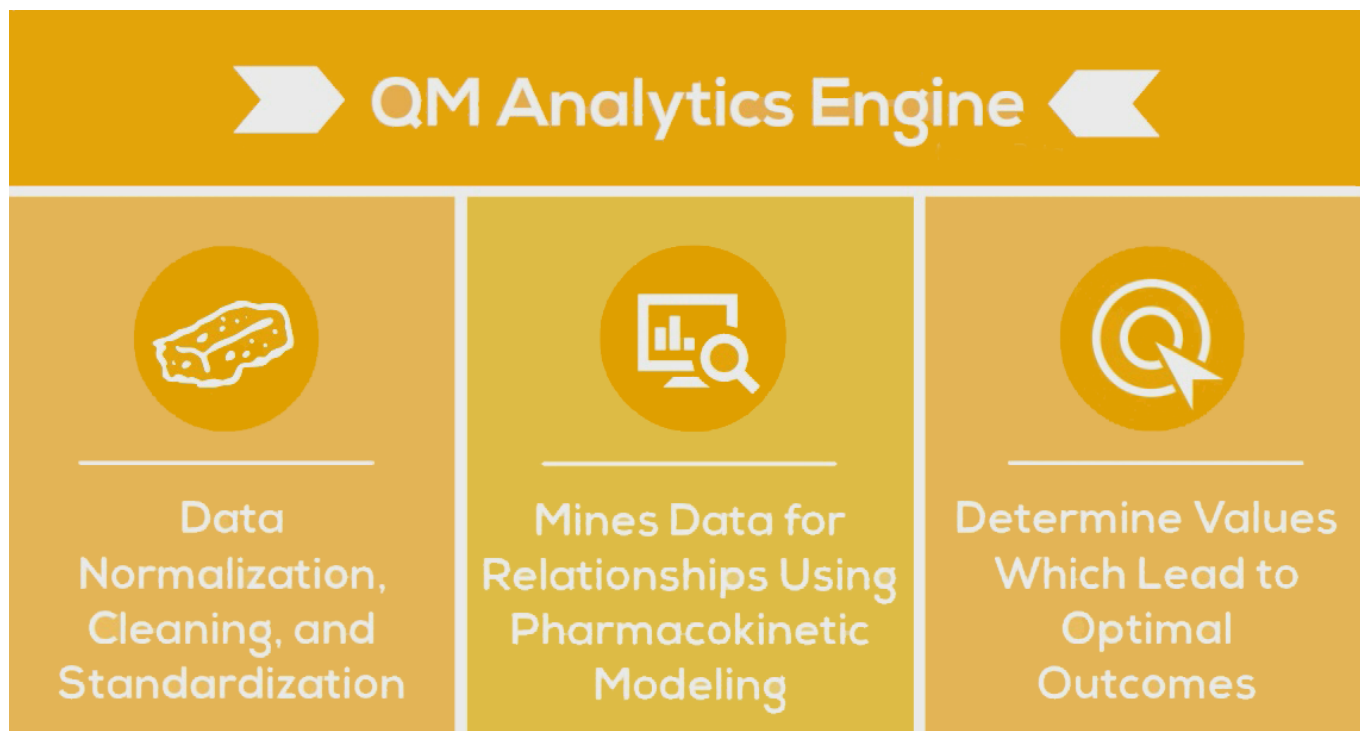 QM Analytics Engine
Data
Normalization,
Cleaning, and
Standardization
Mines Data for
Relationships Using
Pharmacokinetic
Modeling
Determine Values
Which Lead to
Optimal
Outcomes